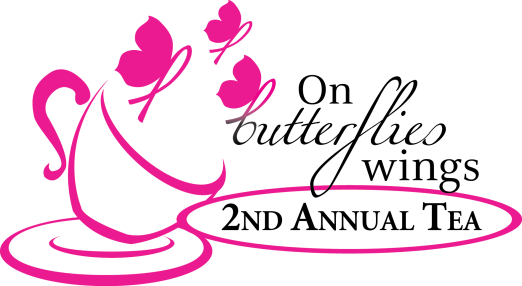 On
butterflies
wings
2ND ANNUAL TEA